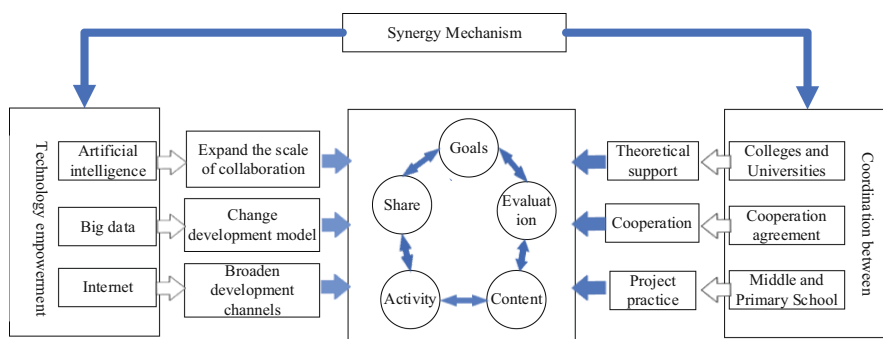 Synergy Mechanism
Technology empowerment
Artificial
intelligence
Big data
Internet
Expand the scale
of collaboration
Change
development model
Broaden
development
channels
Goals
Share
Evaluat
ion
Activity
Content
Theoretical
support
Cooperation
Project
practice
Colleges and
Universities
Cooperation
agreement
Middle and
Primary School
Coordination between